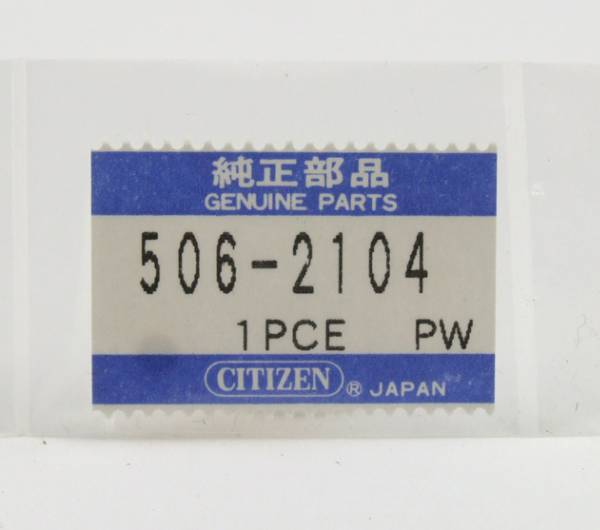 純正部品
GENUINE PARTS
506-2104
1PCE PW
CITIZEN ® JAPAN